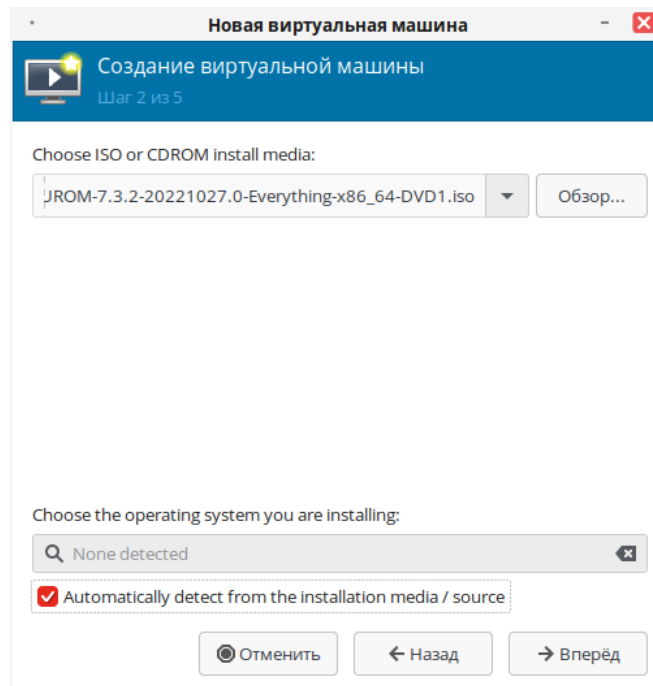 Новая виртуальная машина
Создание виртуальной машины
Шаг 2 из 5
Choose ISO or CDROM install media:
UROM-7.3.2-20221027.0-Everything-x86_64-DVD1.iso
Обзор...
Choose the operating system you are installing:
None detected
Automatically detect from the installation media / source
Отменить
Назад
Вперёд